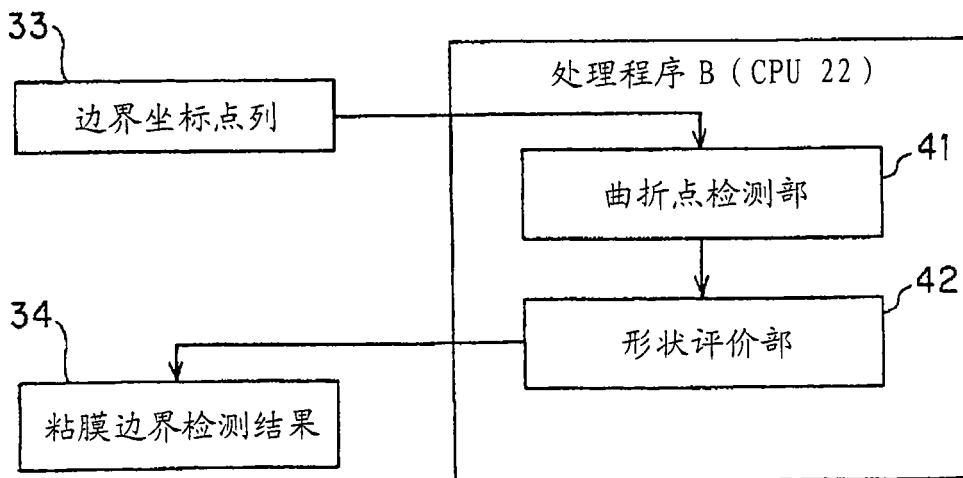 33
边界坐标点列
处理程序 B (CPU 22)
41
曲折点检测部
42
形状评价部
34
粘膜边界检测结果